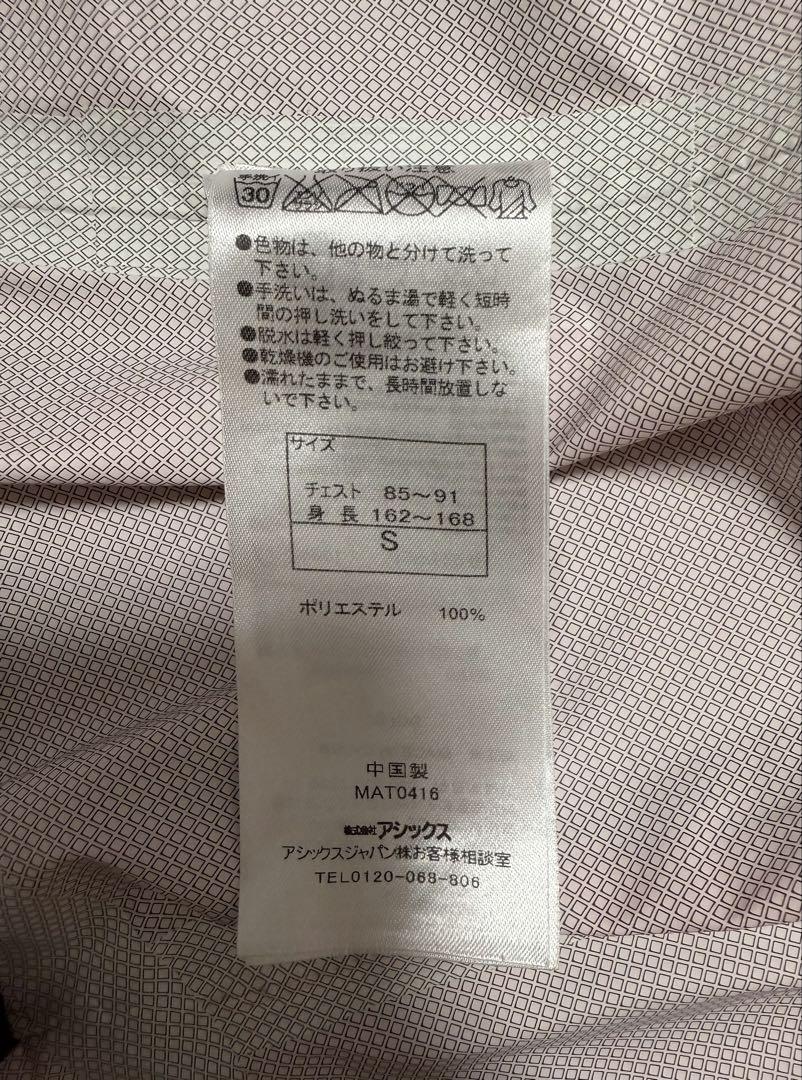 取り扱い注意
手洗イ
30
●色物は、他の物と分けて洗って
下さい。
●手洗いは、ぬるま湯で軽く短時
間の押し洗いをして下さい。
●脱水は軽く押し絞って下さい。
●乾燥機のご使用はお避け下さい。
●濡れたままで、長時間放置しな
いで下さい。
サイズ
チェスト 85～91
身長 162～168
S
ポリエステル 100%
中国製
MAT0416
株式会社アシックス
アシックスジャパン㈱お客様相談室
TEL0120-068-806